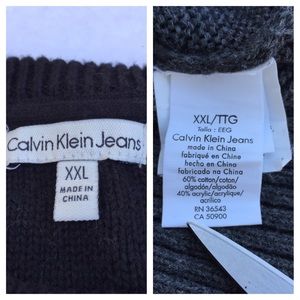 Calvin Klein Jeans
XXL
MADE IN
CHINA
XXL/TTG
Talla : EEG
Calvin Klein Jeans
made in China
fabriqué en China
hecho en China
fabricado na China
60% cotton/coton/
algodón/algodão
40% acrylic/acrylique/
acrílico
RN 36543
CA 50900